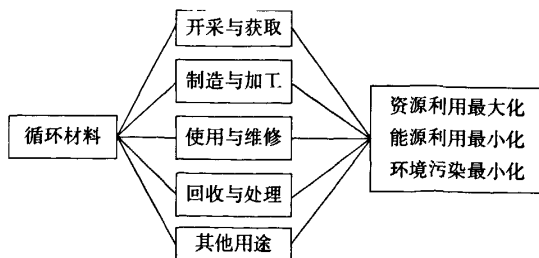 开采与获取
制造与加工
循环材料
使用与维修
回收与处理
其他用途
资源利用最大化
能源利用最小化
环境污染最小化